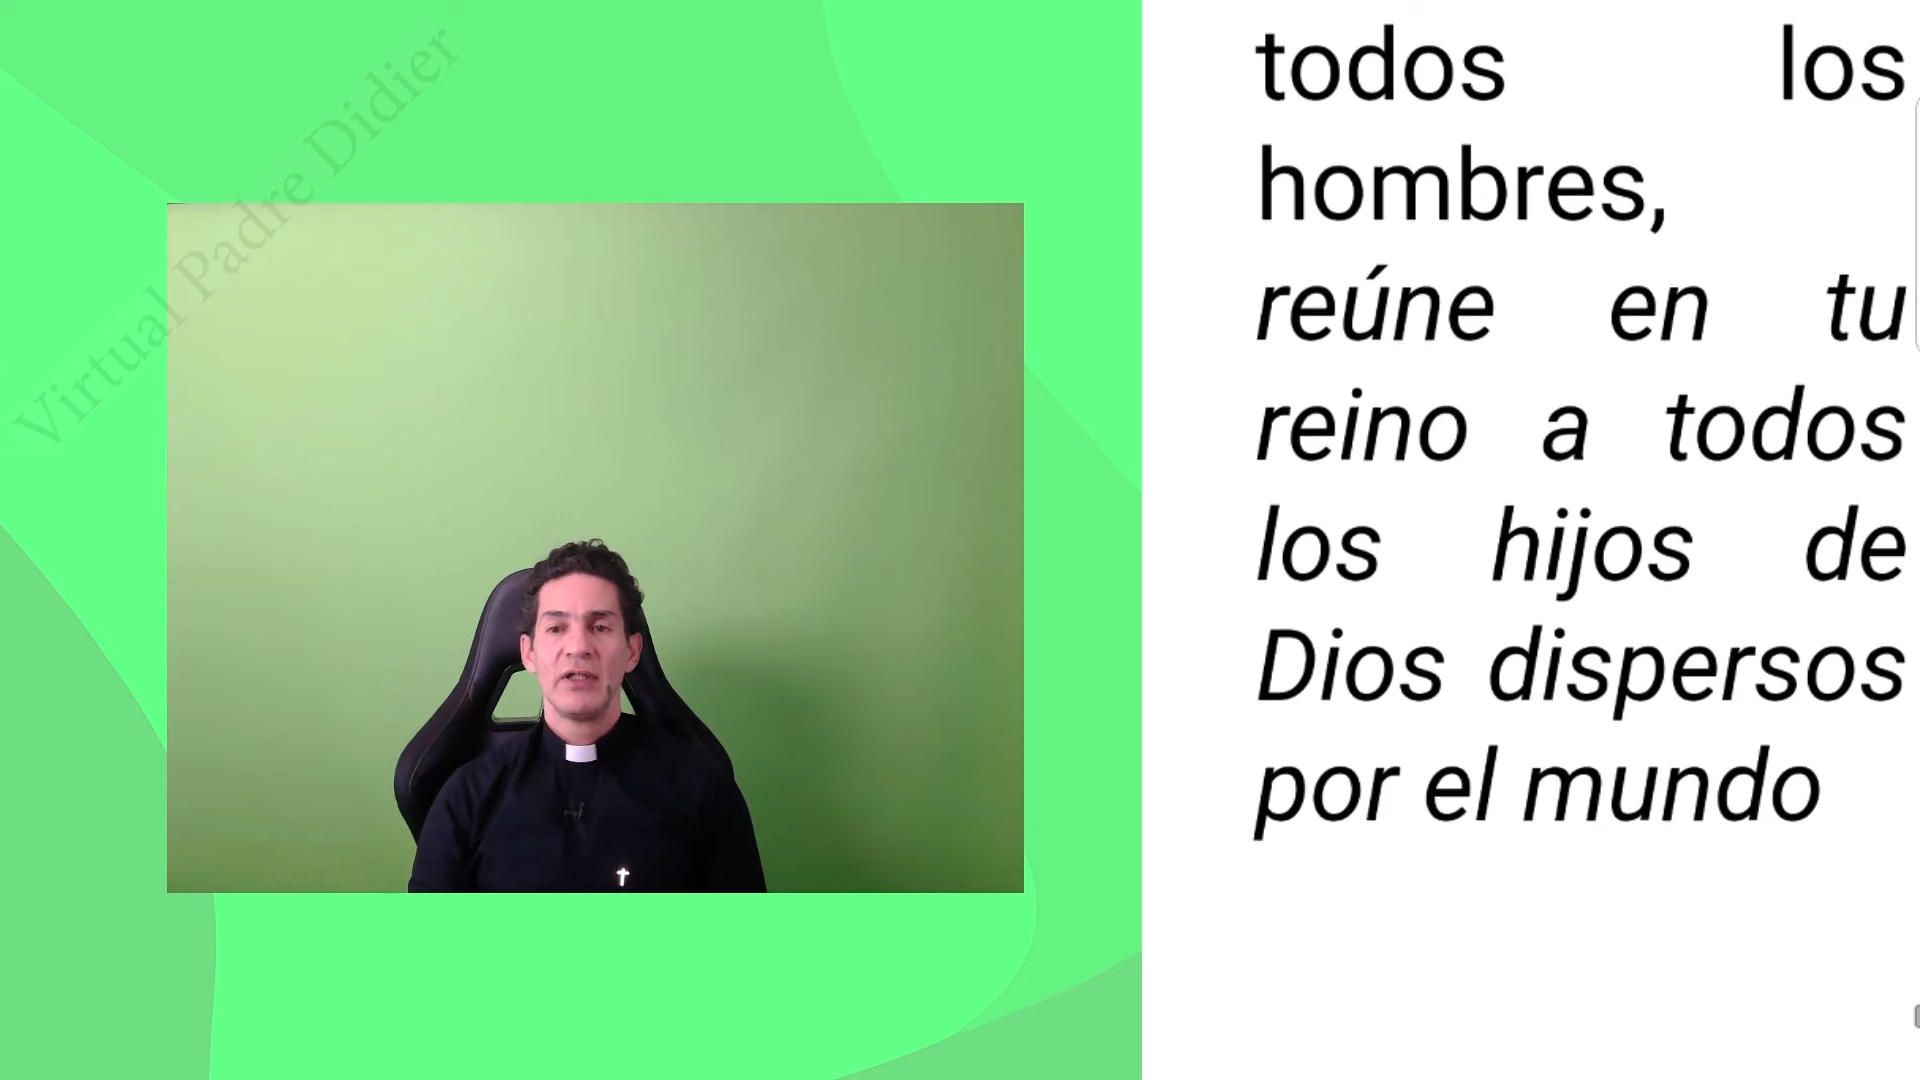 Virtual Padre Didier
todos los
hombres,
reúne en tu
reino a todos
los hijos de
Dios dispersos
por el mundo